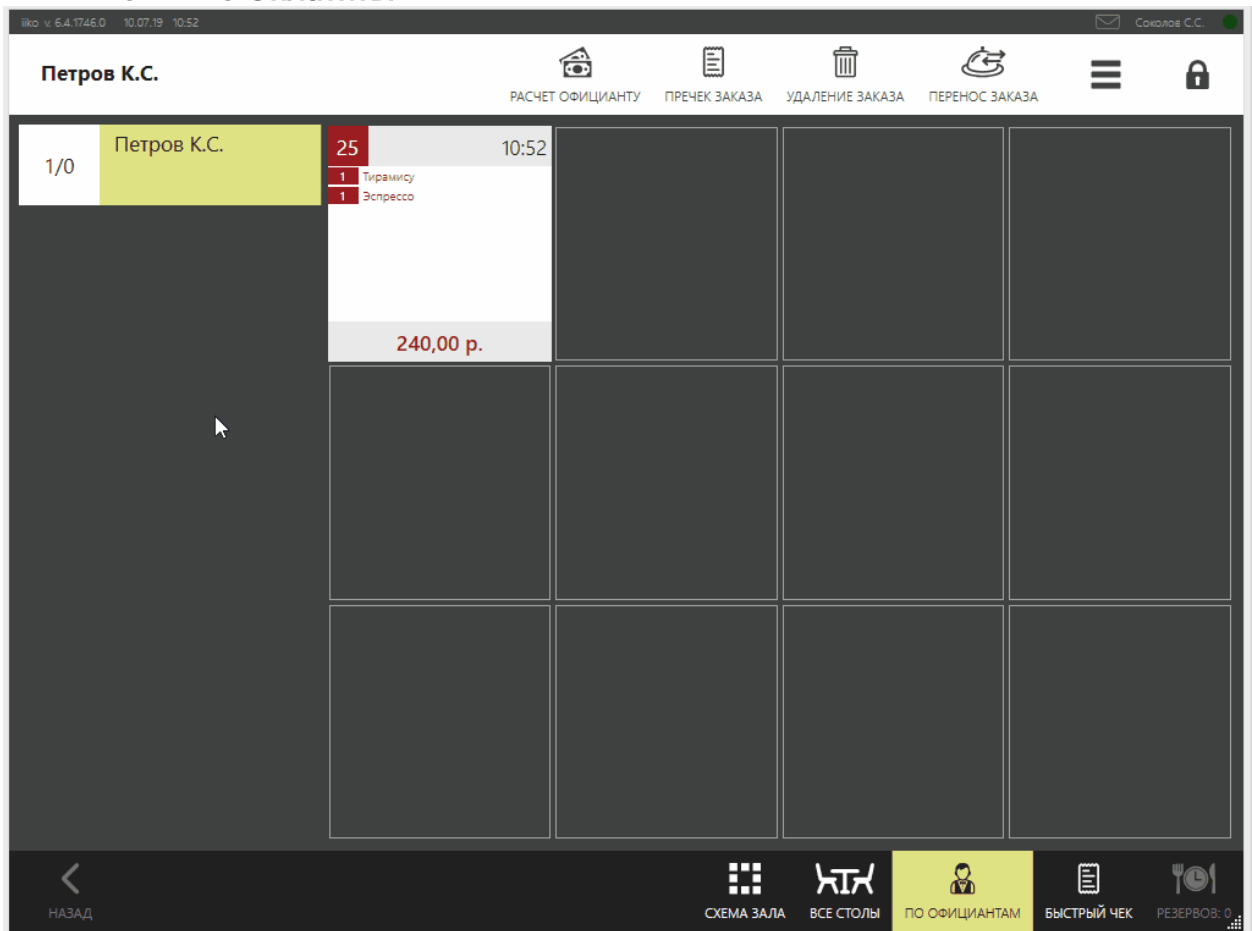 iiko v. 6.4.1746.0 10.07.19 10:52 Соколов С.С.
Петров К.С.
РАСЧЕТ ОФИЦИАНТУ ПРЕЧЕК ЗАКАЗА УДАЛЕНИЕ ЗАКАЗА ПЕРЕНОС ЗАКАЗА
1/0 Петров К.С.
25 10:52
1 Тирамису
1 Эспрессо
240,00 р.
НАЗАД СХЕМА ЗАЛА ВСЕ СТОЛЫ ПО ОФИЦИАНТАМ БЫСТРЫЙ ЧЕК РЕЗЕРВОВ: 0